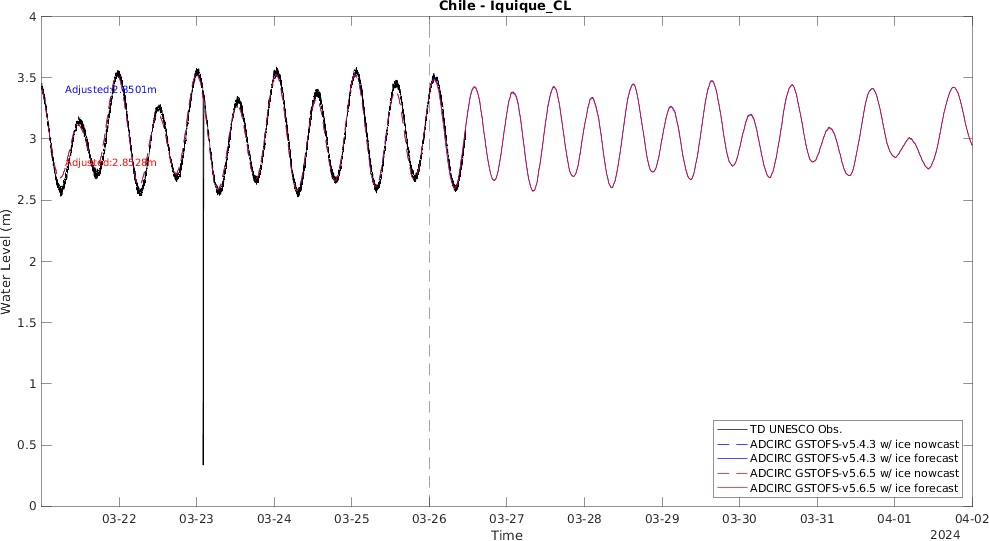 Chile - Iquique_CL
4
3.5
3
2.5
2
1.5
1
0.5
0
Water Level (m)
Adjusted:2.8501m
Adjusted:2.8528m
TD UNESCO Obs.
ADCIRC GSTOFS-v5.4.3 w/ ice nowcast
ADCIRC GSTOFS-v5.4.3 w/ ice forecast
ADCIRC GSTOFS-v5.6.5 w/ ice nowcast
ADCIRC GSTOFS-v5.6.5 w/ ice forecast
03-22 03-23 03-24 03-25 03-26 03-27 03-28 03-29 03-30 03-31 04-01 04-02
Time
2024